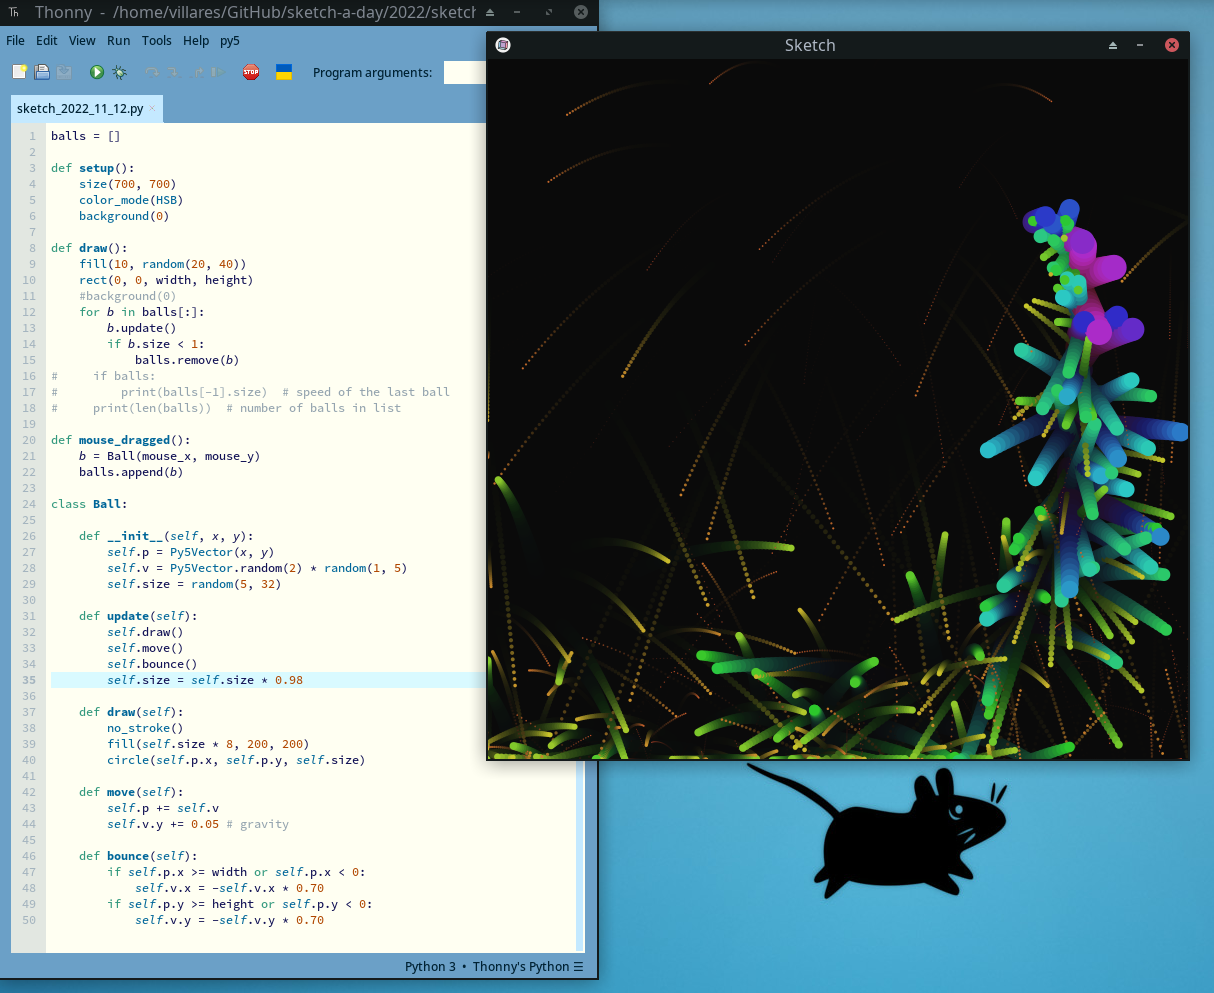 Thonny - /home/villares/GitHub/sketch-a-day/2022/sketch
File Edit View Run Tools Help py5
STOP
Program arguments:
sketch_2022_11_12.py
1 balls = []
2
3 def setup():
4     size(700, 700)
5     color_mode(HSB)
6     background(0)
7
8 def draw():
9     fill(10, random(20, 40))
10     rect(0, 0, width, height)
11     #background(0)
12     for b in balls[:]:
13         b.update()
14         if b.size < 1:
15             balls.remove(b)
16 #     if balls:
17 #         print(balls[-1].size)  # speed of the last ball
18 #     print(len(balls))  # number of balls in list
19
20 def mouse_dragged():
21     b = Ball(mouse_x, mouse_y)
22     balls.append(b)
23
24 class Ball:
25
26     def __init__(self, x, y):
27         self.p = Py5Vector(x, y)
28         self.v = Py5Vector.random(2) * random(1, 5)
29         self.size = random(5, 32)
30
31     def update(self):
32         self.draw()
33         self.move()
34         self.bounce()
35         self.size = self.size * 0.98
36
37     def draw(self):
38         no_stroke()
39         fill(self.size * 8, 200, 200)
40         circle(self.p.x, self.p.y, self.size)
41
42     def move(self):
43         self.p += self.v
44         self.v.y += 0.05 # gravity
45
46     def bounce(self):
47         if self.p.x >= width or self.p.x < 0:
48             self.v.x = -self.v.x * 0.70
49         if self.p.y >= height or self.p.y < 0:
50             self.v.y = -self.v.y * 0.70
Python 3 • Thonny's Python ☰
Sketch